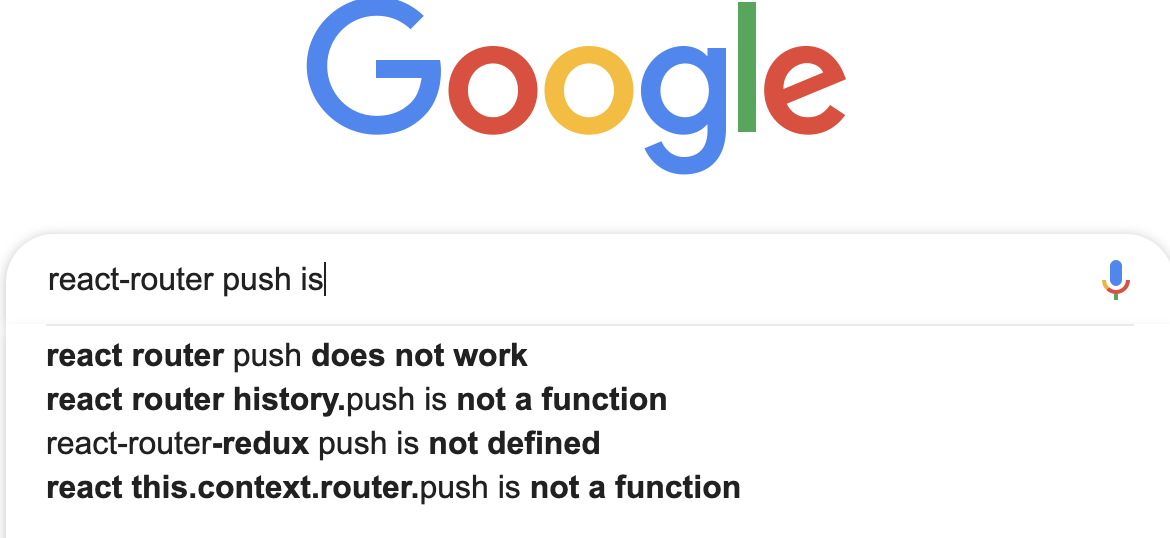 Google
react-router push is
react router push does not work
react router history.push is not a function
react-router-redux push is not defined
react this.context.router.push is not a function